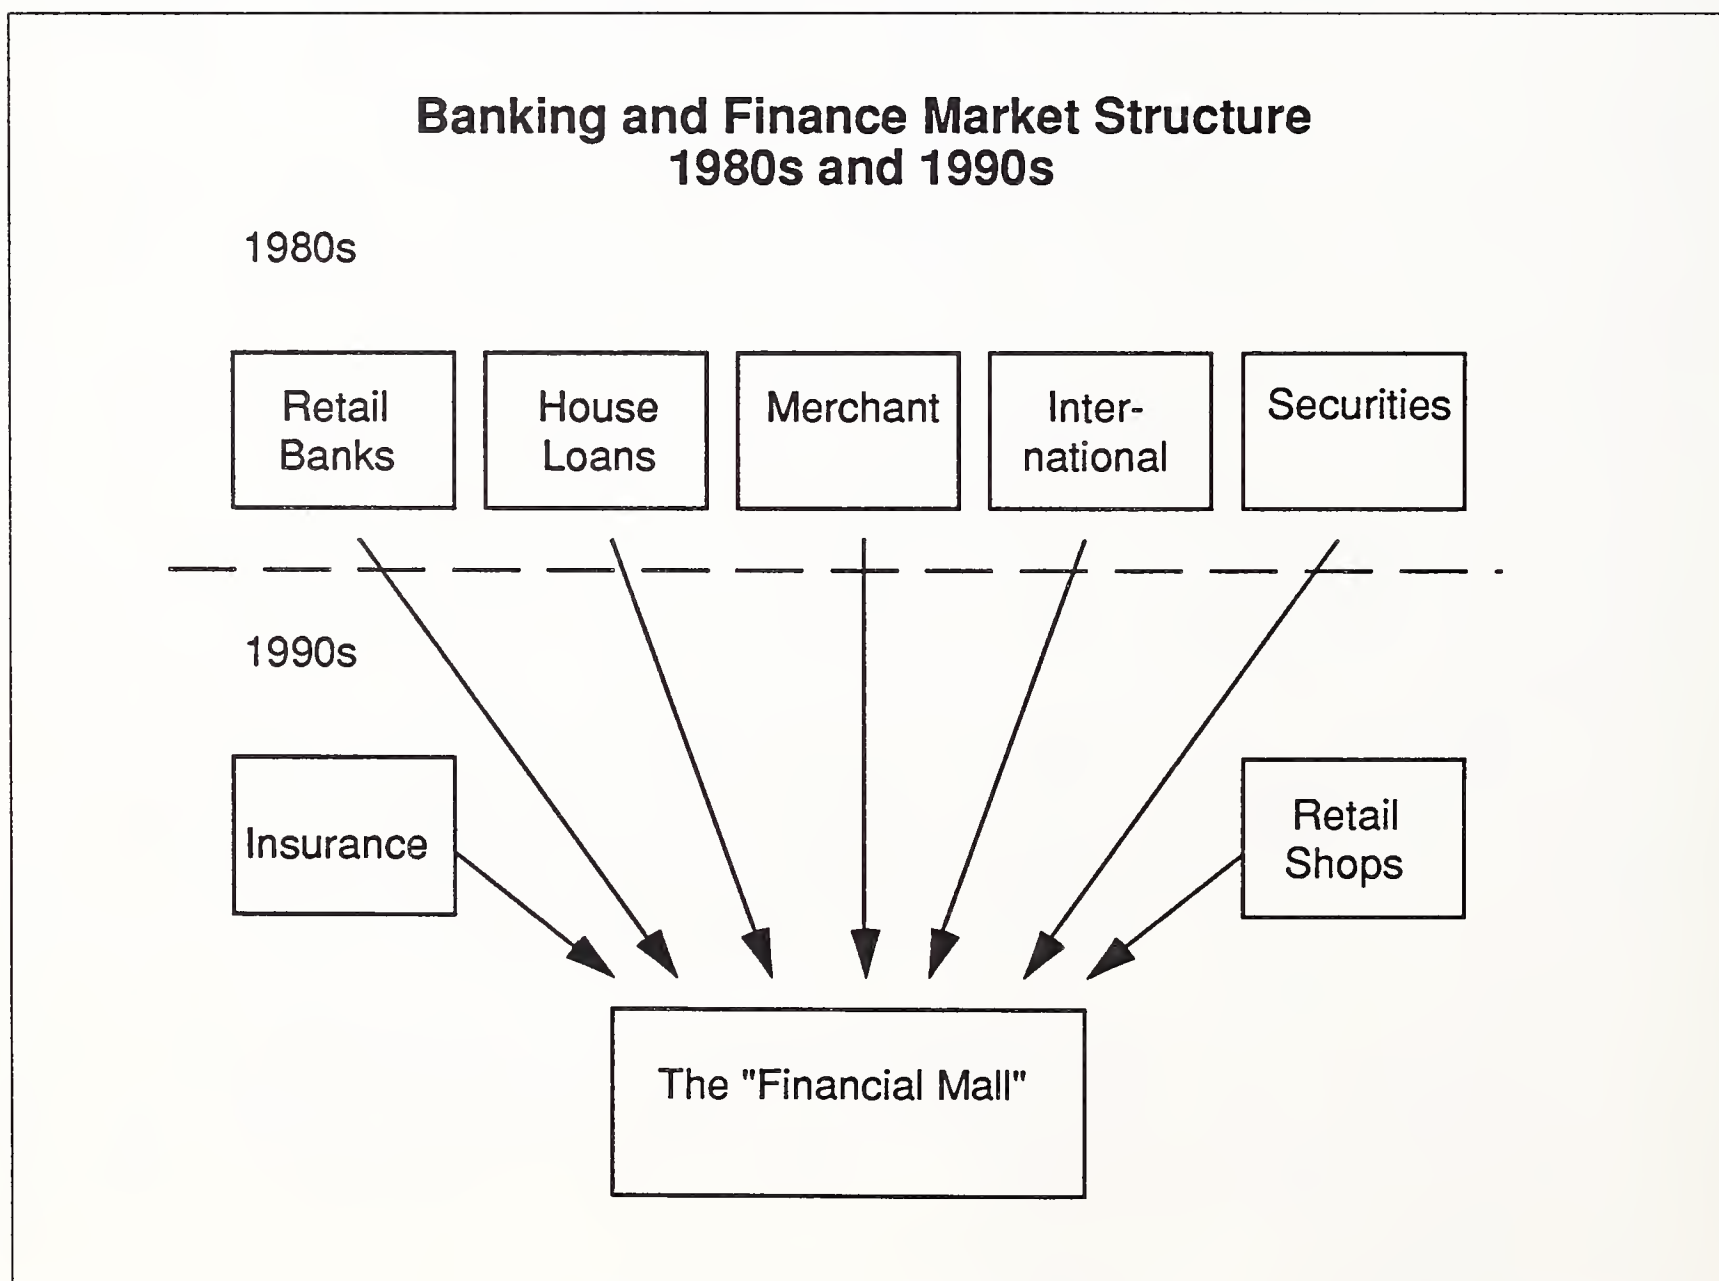 Banking and Finance Market Structure
1980s and 1990s
1980s
Retail
Banks
House
Loans
Merchant
Inter-
national
Securities
1990s
Insurance
Retail
Shops
The "Financial Mall"